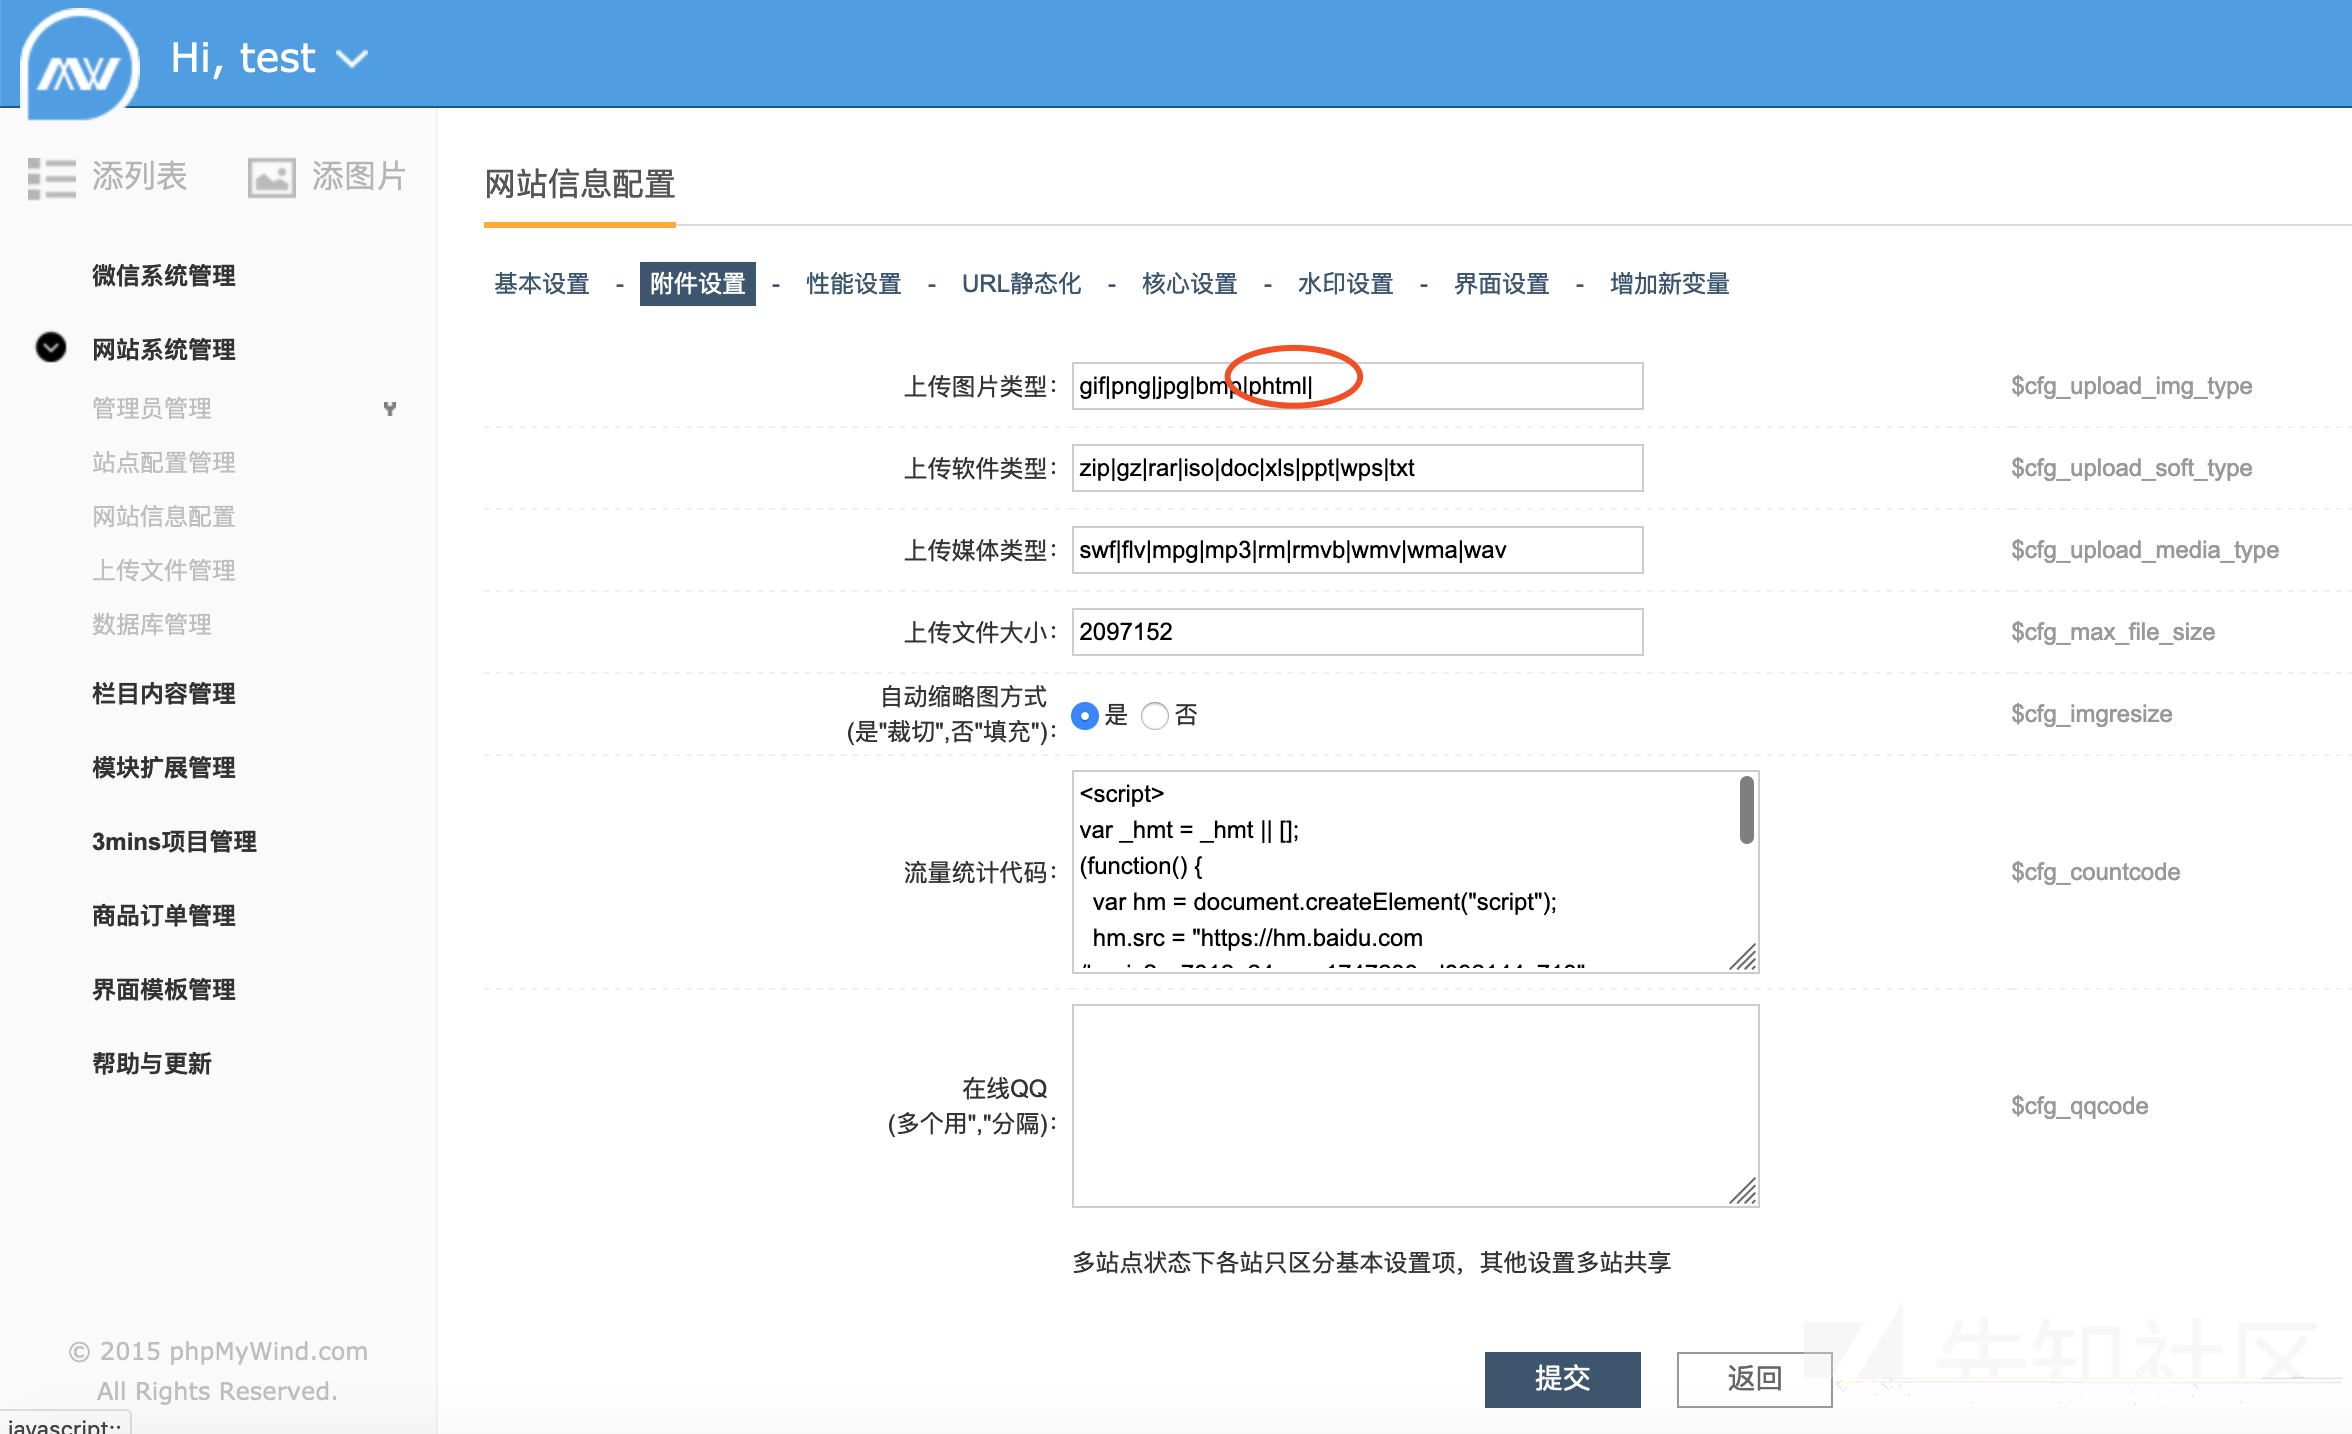 Hi, test
添列表 添图片
微信系统管理
网站系统管理
管理员管理
站点配置管理
网站信息配置
上传文件管理
数据库管理
栏目内容管理
模块扩展管理
3mins项目管理
商品订单管理
界面模板管理
帮助与更新
© 2015 phpMyWind.com
All Rights Reserved.
网站信息配置
基本设置 - 附件设置 - 性能设置 - URL静态化 - 核心设置 - 水印设置 - 界面设置 - 增加新变量
上传图片类型: gif|png|jpg|bmp|phtml| $cfg_upload_img_type
上传软件类型: zip|gz|rar|iso|doc|xls|ppt|wps|txt $cfg_upload_soft_type
上传媒体类型: swf|flv|mpg|mp3|rm|rmvb|wmv|wma|wav $cfg_upload_media_type
上传文件大小: 2097152 $cfg_max_file_size
自动缩略图方式
(是"裁切",否"填充"): 是 否 $cfg_imgresize
流量统计代码: $cfg_countcode
<script>
var _hmt = _hmt || [];
(function() {
var hm = document.createElement("script");
hm.src = "https://hm.baidu.com
在线QQ
(多个用","分隔): $cfg_qqcode
多站点状态下各站只区分基本设置项，其他设置多站共享
提交 返回
先知社区
javascript:;